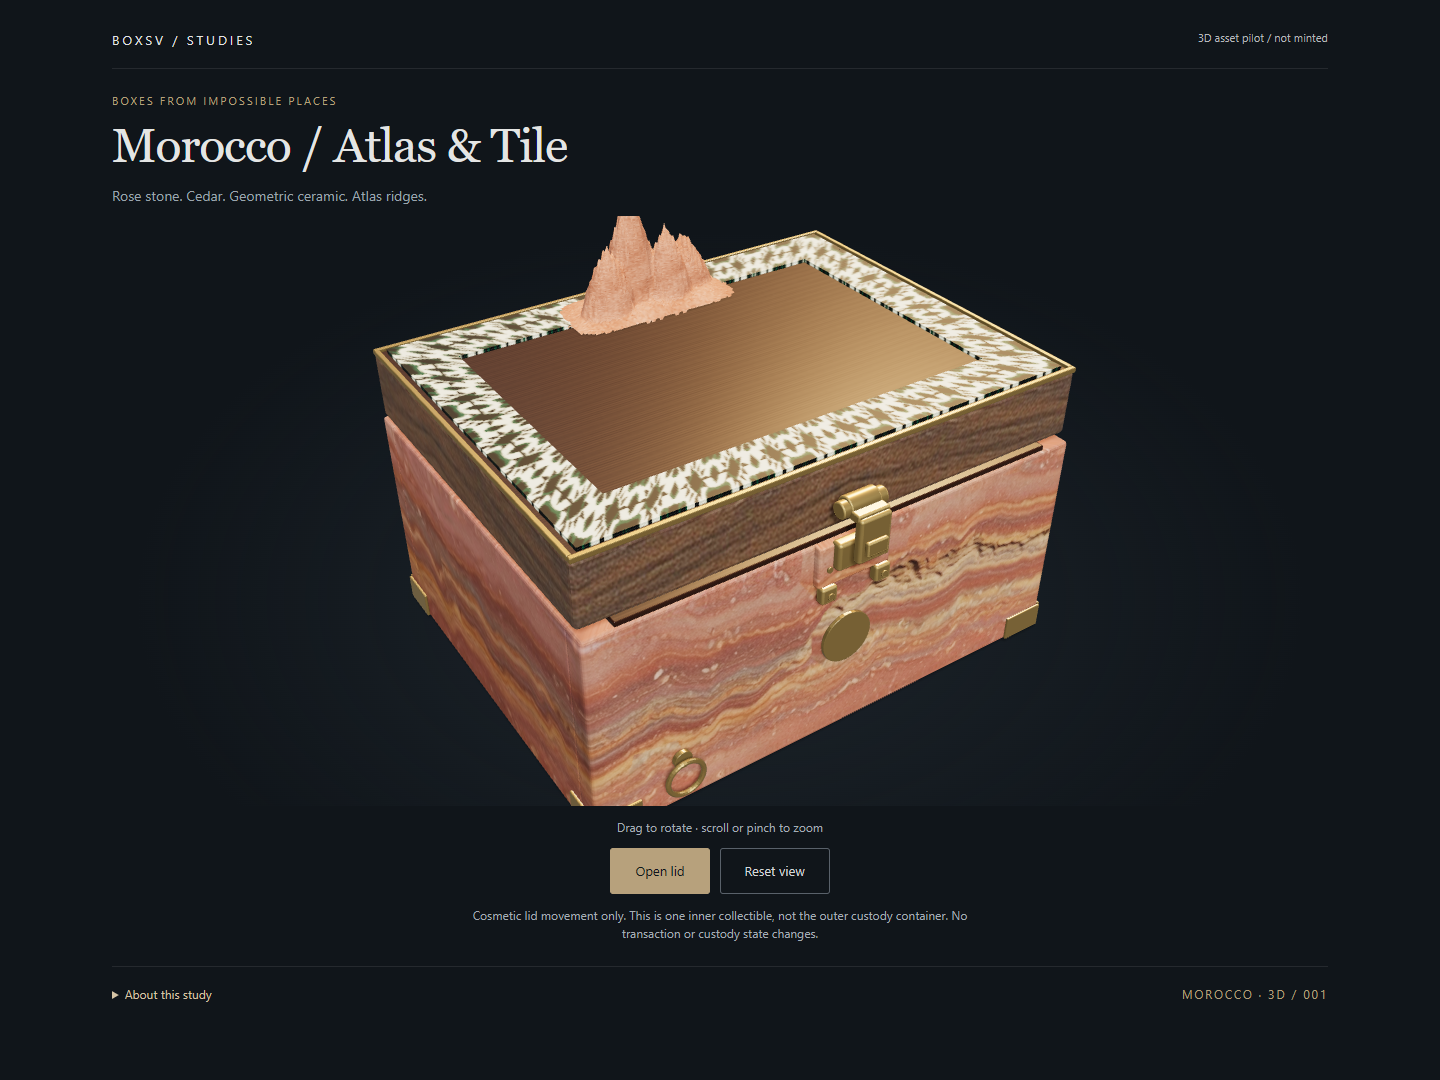 BOXSV / STUDIES
3D asset pilot / not minted
BOXES FROM IMPOSSIBLE PLACES
Morocco / Atlas & Tile
Rose stone. Cedar. Geometric ceramic. Atlas ridges.
Drag to rotate · scroll or pinch to zoom
Open lid
Reset view
Cosmetic lid movement only. This is one inner collectible, not the outer custody container. No
transaction or custody state changes.
About this study
MOROCCO · 3D / 001